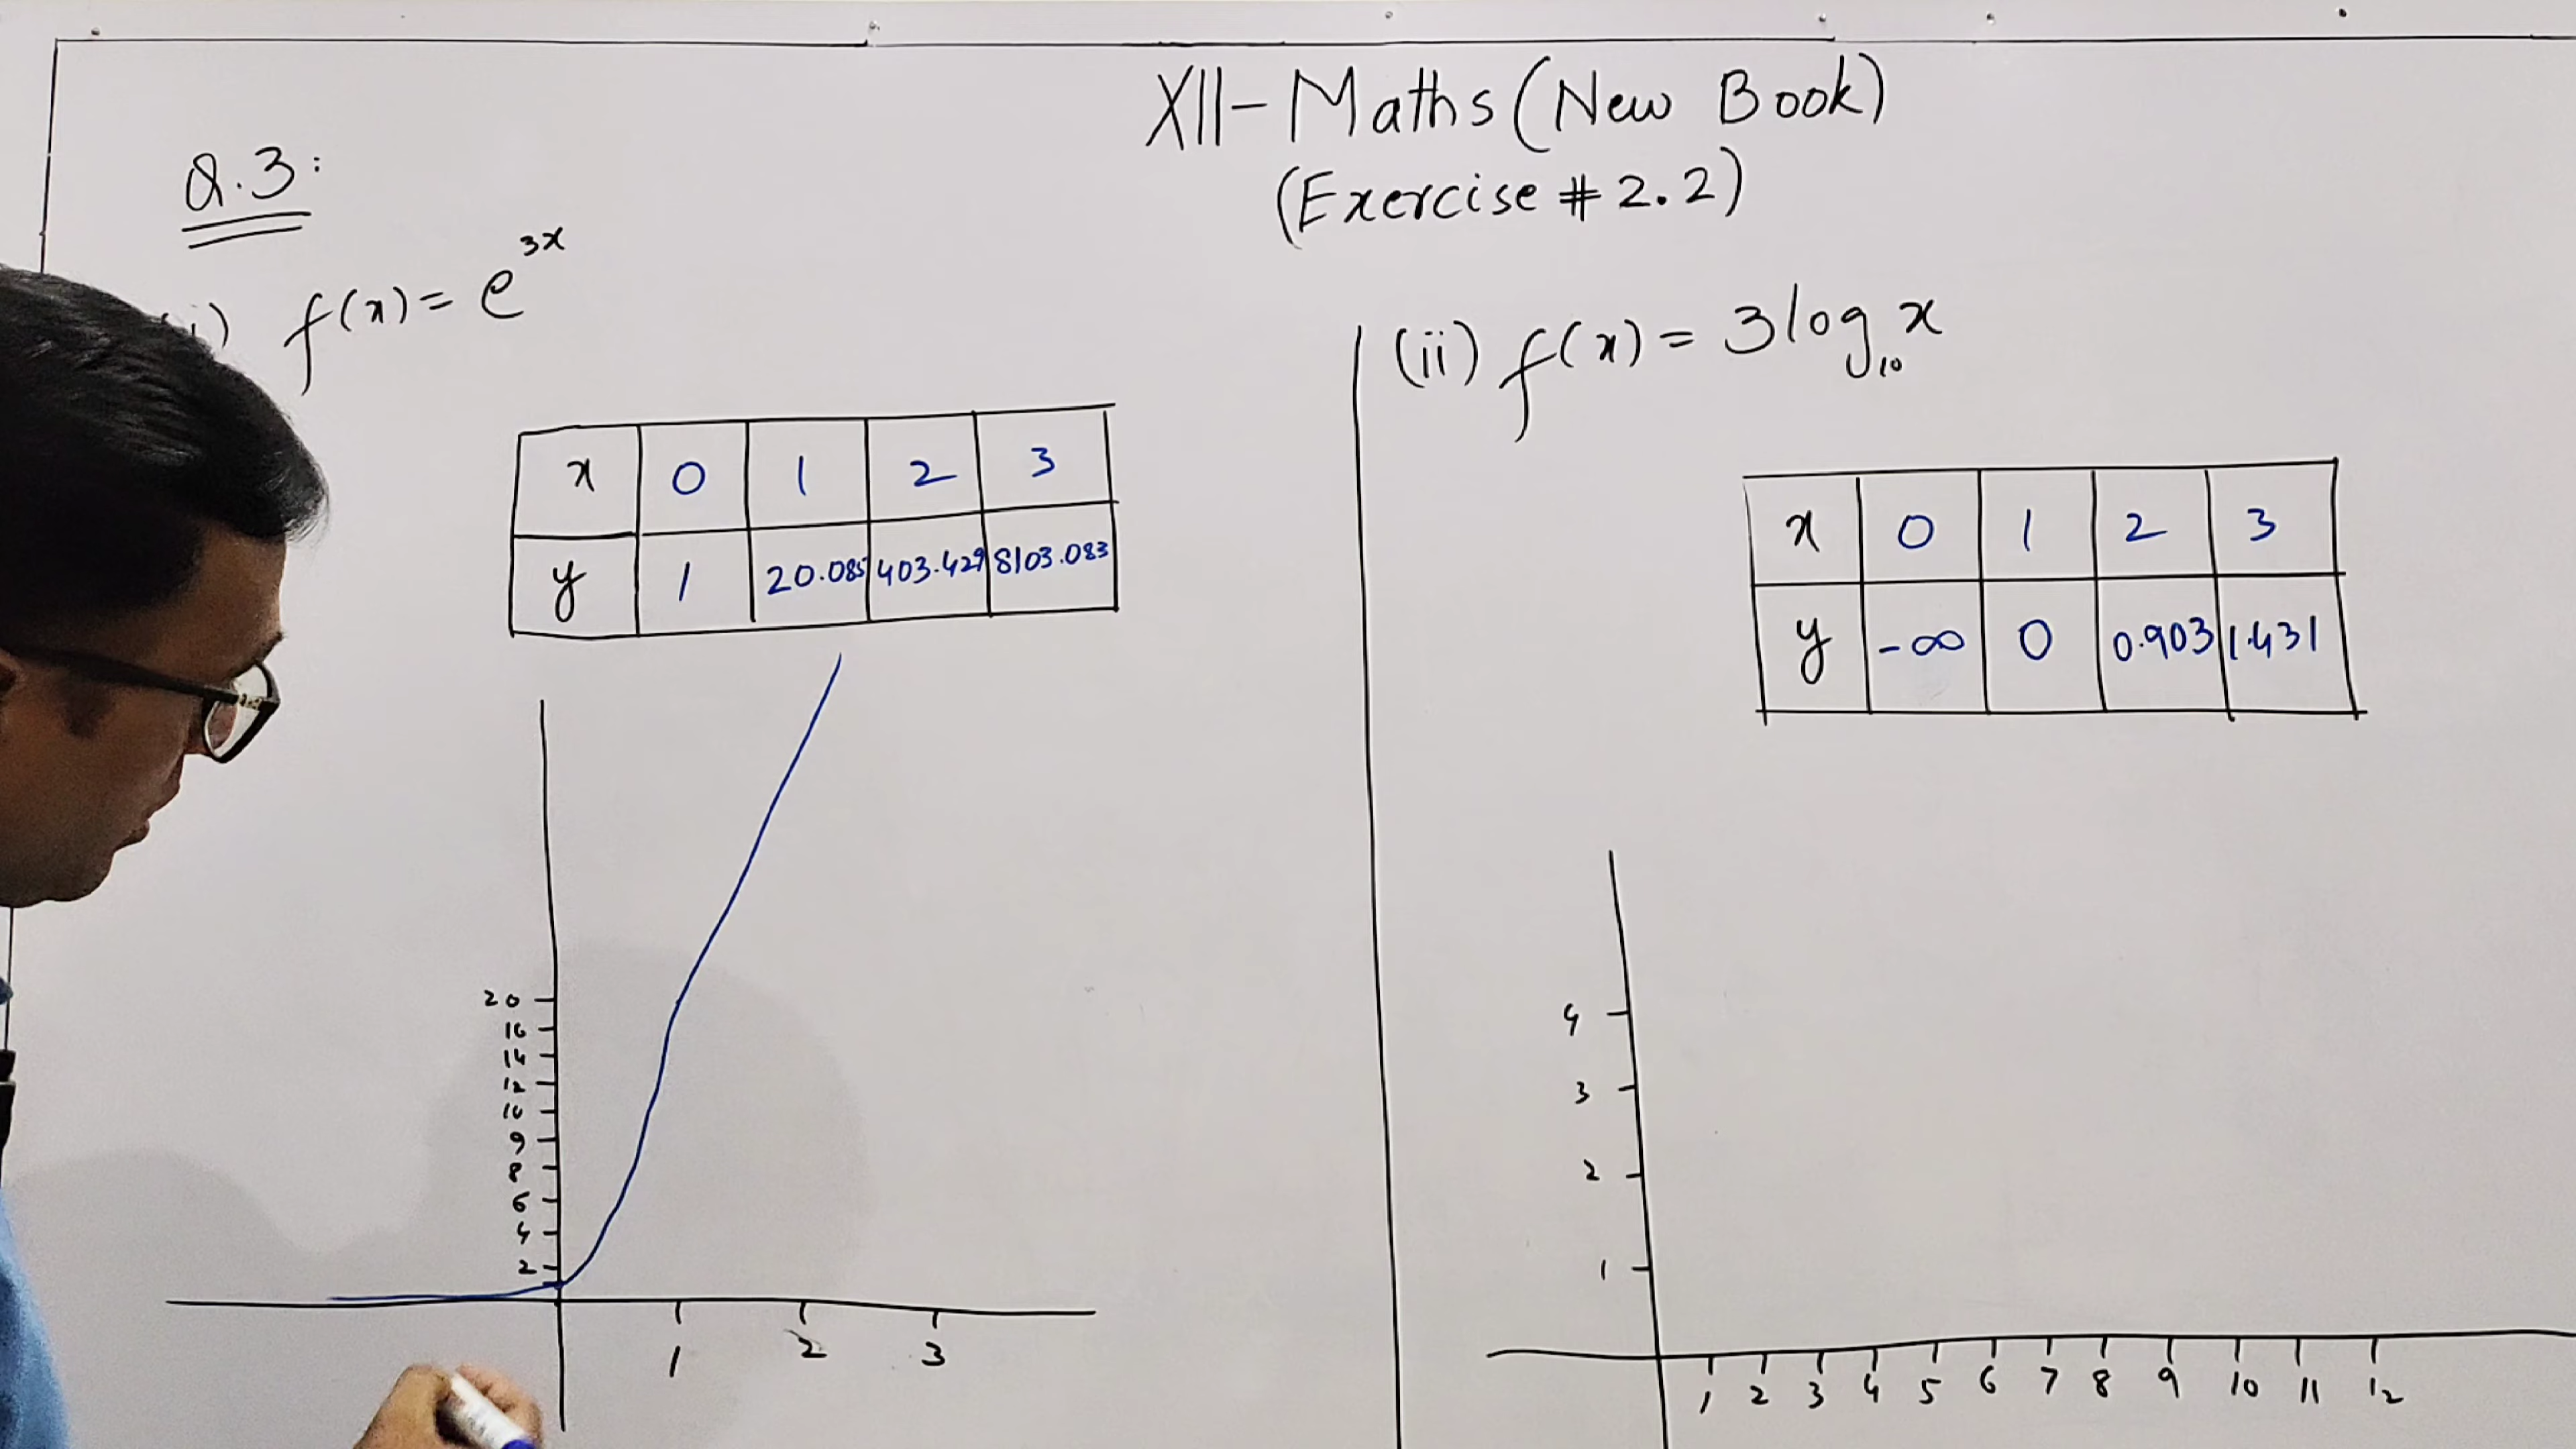 XII-Maths (New Book)
(Exercise # 2.2)
Q.3:
(i) f(x) = e^3x
x 0 1 2 3
y 1 20.085 403.429 8103.083
20
16
14
12
10
9
8
6
4
2
1 2 3
(ii) f(x) = 3log₁₀x
x 0 1 2 3
y -∞ 0 0.903 1.431
4
3
2
1
1 2 3 4 5 6 7 8 9 10 11 12